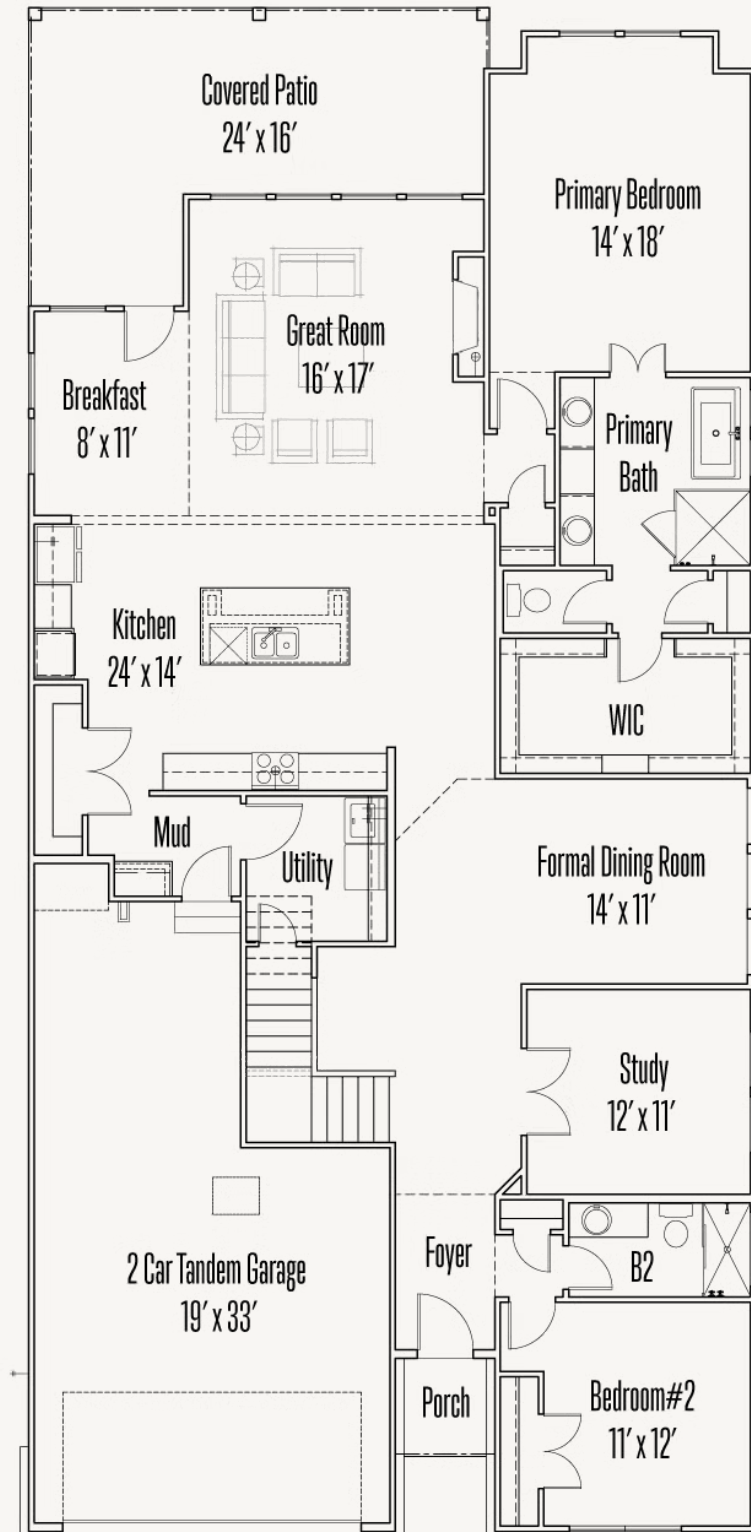 Covered Patio
24' x 16'
Primary Bedroom
14' x 18'
Great Room
16' x 17'
Breakfast
8' x 11'
Primary
Bath
Kitchen
24' x 14'
WIC
Mud
Utility
Formal Dining Room
14' x 11'
Study
12' x 11'
2 Car Tandem Garage
19' x 33'
Foyer
B2
Porch
Bedroom#2
11' x 12'